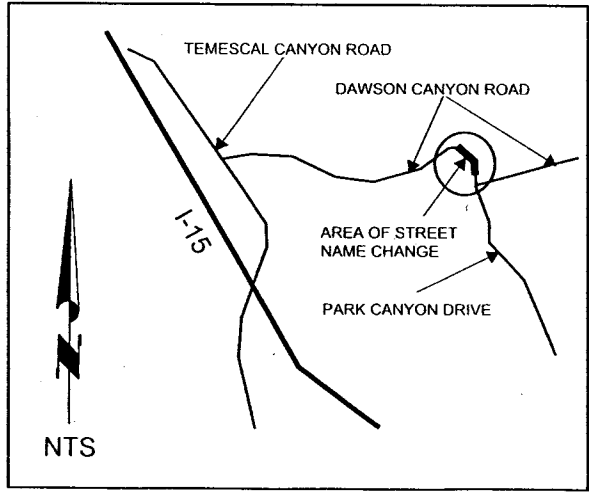 TEMESCAL CANYON ROAD
DAWSON CANYON ROAD
I-15
AREA OF STREET
NAME CHANGE
PARK CANYON DRIVE
N
NTS